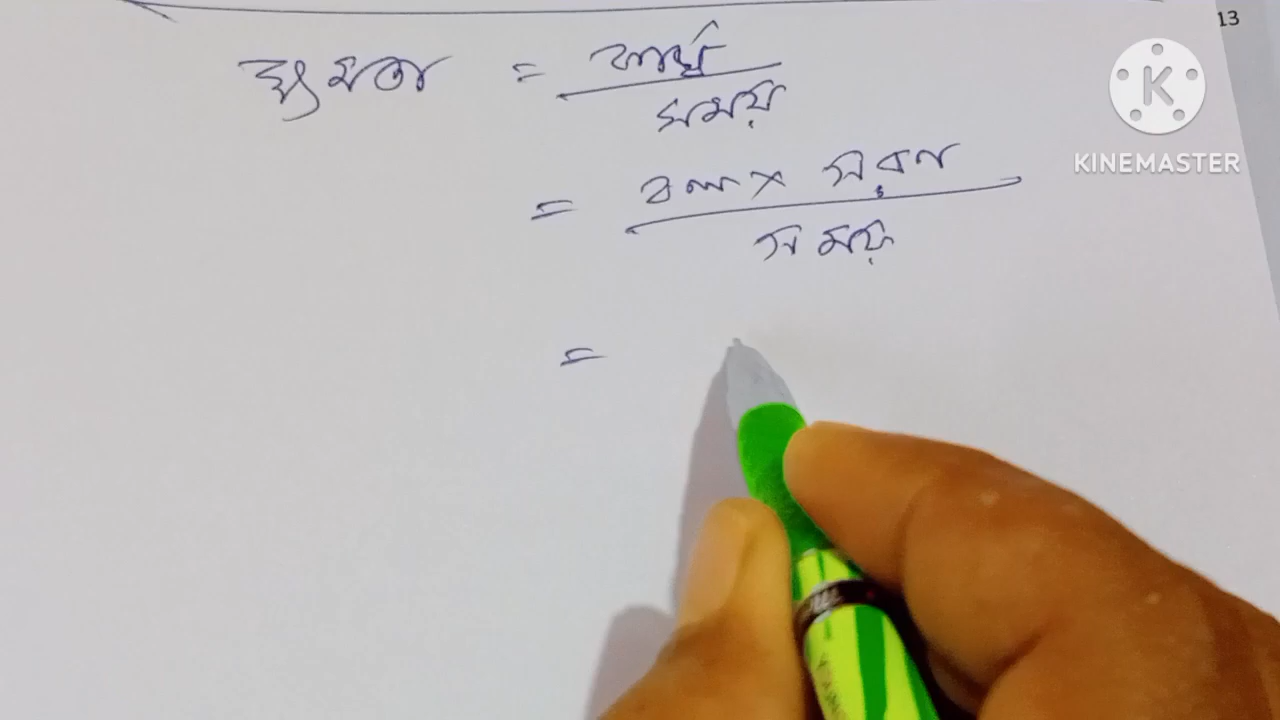 13
ক্ষমতা = কার্য / সময়
= বল × সরণ / সময়
=
K
KINEMASTER